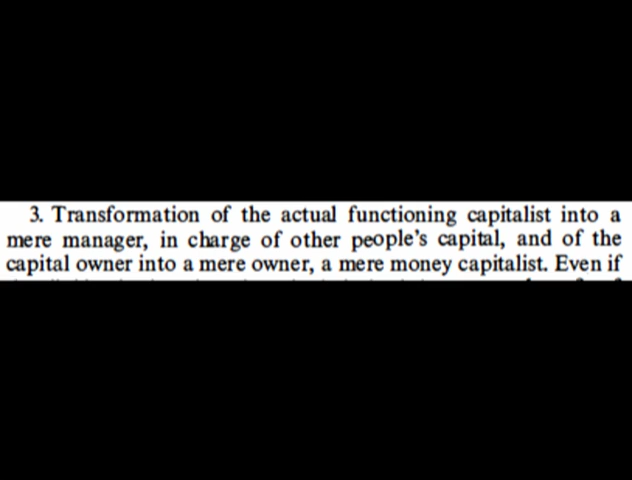 3. Transformation of the actual functioning capitalist into a
mere manager, in charge of other people’s capital, and of the
capital owner into a mere owner, a mere money capitalist. Even if